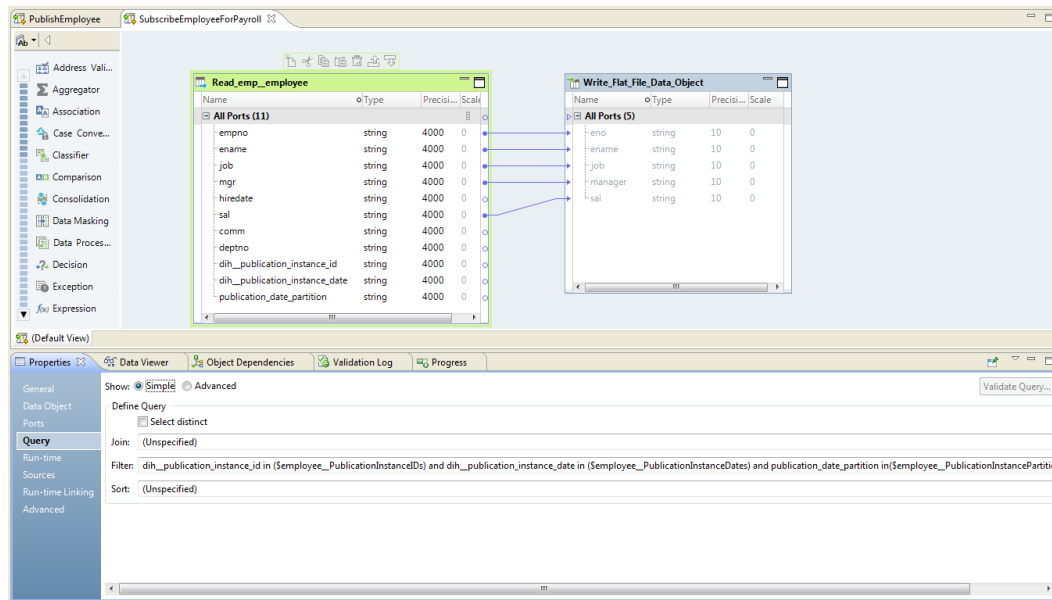 PublishEmployee
SubscribeEmployeeForPayroll
Ab
Address Vali...
Aggregator
Association
Case Conve...
Classifier
Comparison
Consolidation
Data Masking
Data Proces...
Decision
Exception
f(x) Expression
Read_emp__employee
Name Type Precisi... Scale
All Ports (11)
empno string 4000 0
ename string 4000 0
job string 4000 0
mgr string 4000 0
hiredate string 4000 0
sal string 4000 0
comm string 4000 0
deptno string 4000 0
dih__publication_instance_id string 4000 0
dih__publication_instance_date string 4000 0
publication_date_partition string 4000 0
Write_Flat_File_Data_Object
Name Type Precisi... Scale
All Ports (5)
eno string 10 0
ename string 10 0
job string 10 0
manager string 10 0
sal string 10 0
(Default View)
Properties Data Viewer Object Dependencies Validation Log Progress
General
Data Object
Ports
Query
Run-time
Sources
Run-time Linking
Advanced
Show: Simple Advanced
Validate Query...
Define Query
Select distinct
Join: (Unspecified)
Filter: dih__publication_instance_id in ($employee__PublicationInstanceIDs) and dih__publication_instance_date in ($employee__PublicationInstanceDates) and publication_date_partition in($employee__PublicationInstancePartiti
Sort: (Unspecified)